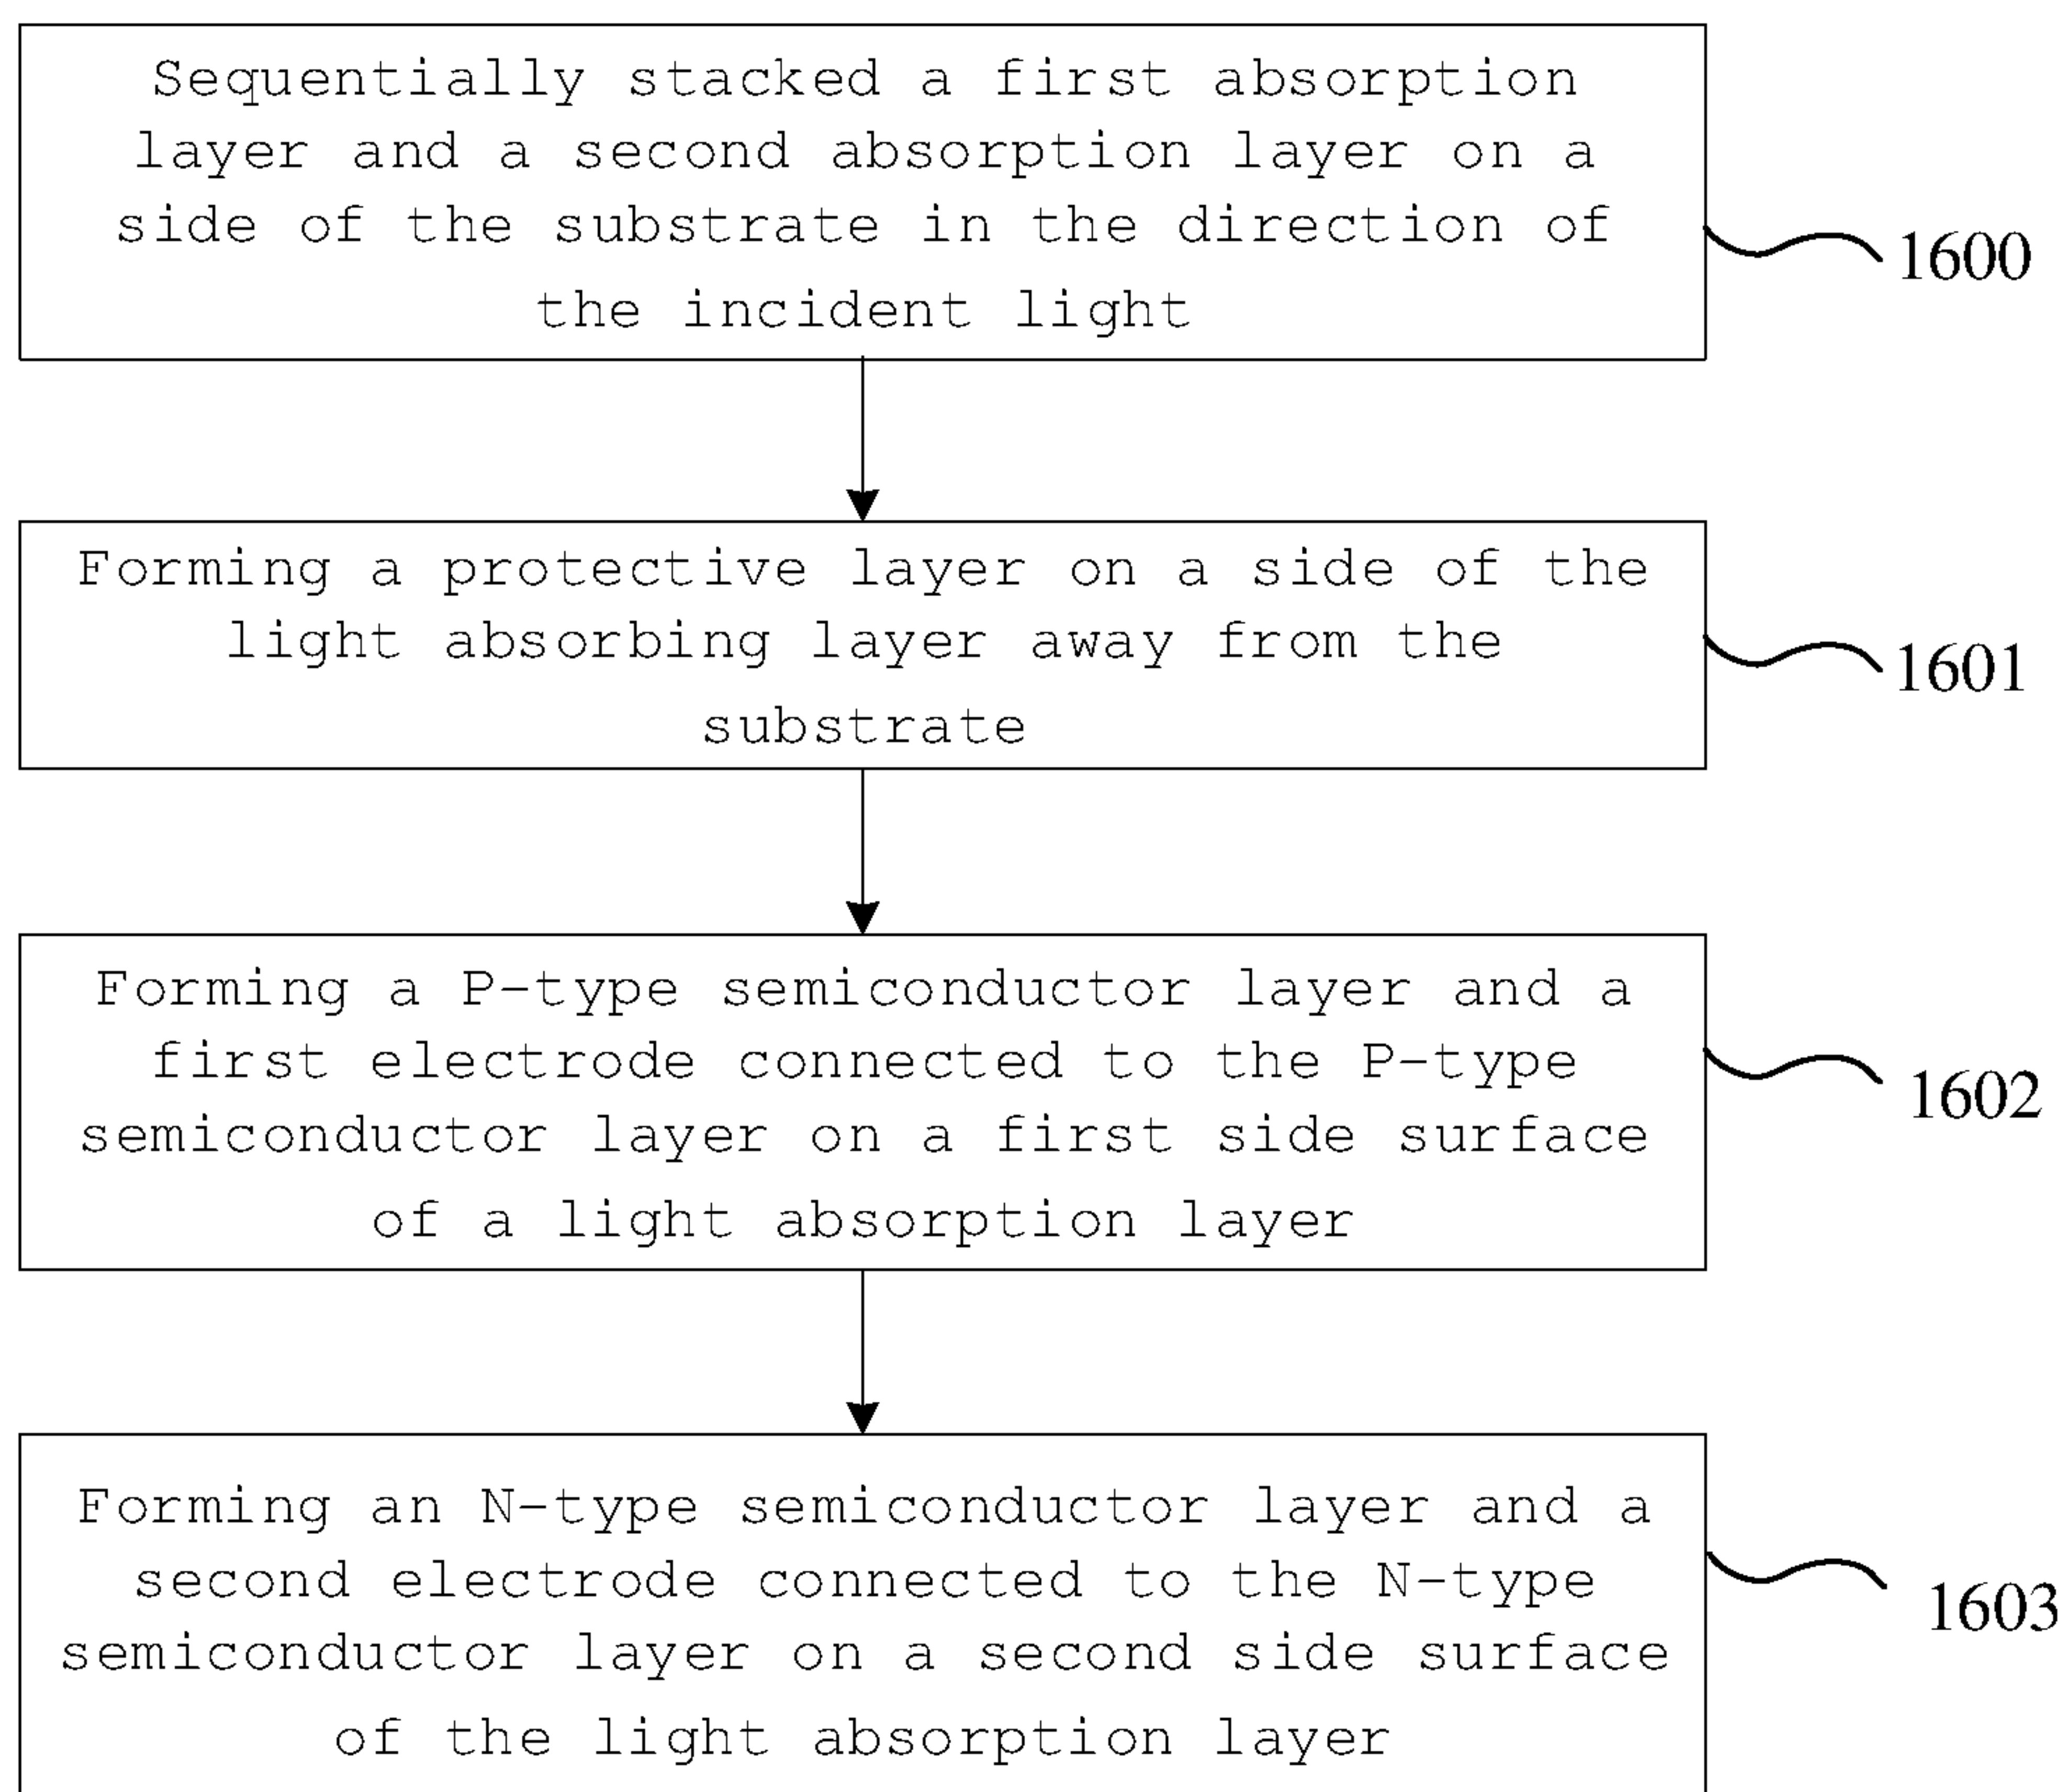 Sequentially stacked a first absorption
layer and a second absorption layer on a
side of the substrate in the direction of
the incident light
1600
Forming a protective layer on a side of the
light absorbing layer away from the
substrate
1601
Forming a P-type semiconductor layer and a
first electrode connected to the P-type
semiconductor layer on a first side surface
of a light absorption layer
1602
Forming an N-type semiconductor layer and a
second electrode connected to the N-type
semiconductor layer on a second side surface
of the light absorption layer
1603